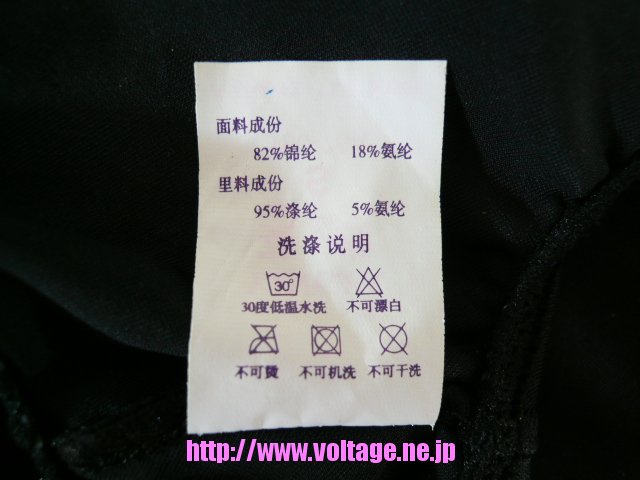 面料成份
82%锦纶 18%氨纶
里料成份
95%涤纶 5%氨纶
洗涤说明
30°
30度低温水洗 不可漂白
不可烫 不可机洗 不可干洗
http://www.voltage.ne.jp